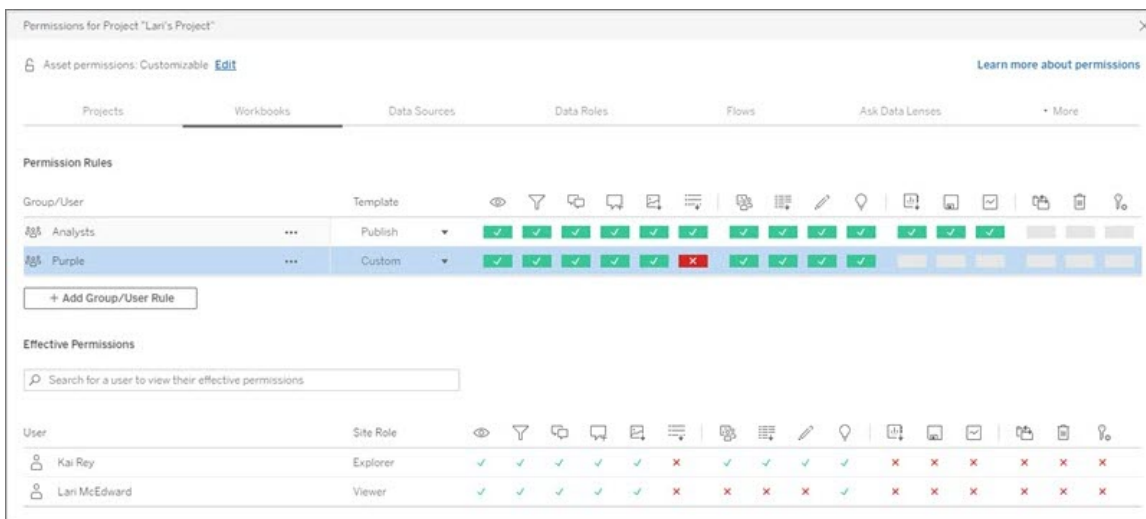 Permissions for Project "Lari's Project"
Asset permissions: Customizable Edit
Learn more about permissions
Projects Workbooks Data Sources Data Roles Flows Ask Data Lenses More
Permission Rules
Group/User Template
Analysts Publish
Purple Custom
+ Add Group/User Rule
Effective Permissions
Search for a user to view their effective permissions
User Site Role
Kai Rey Explorer
Lari McEdward Viewer